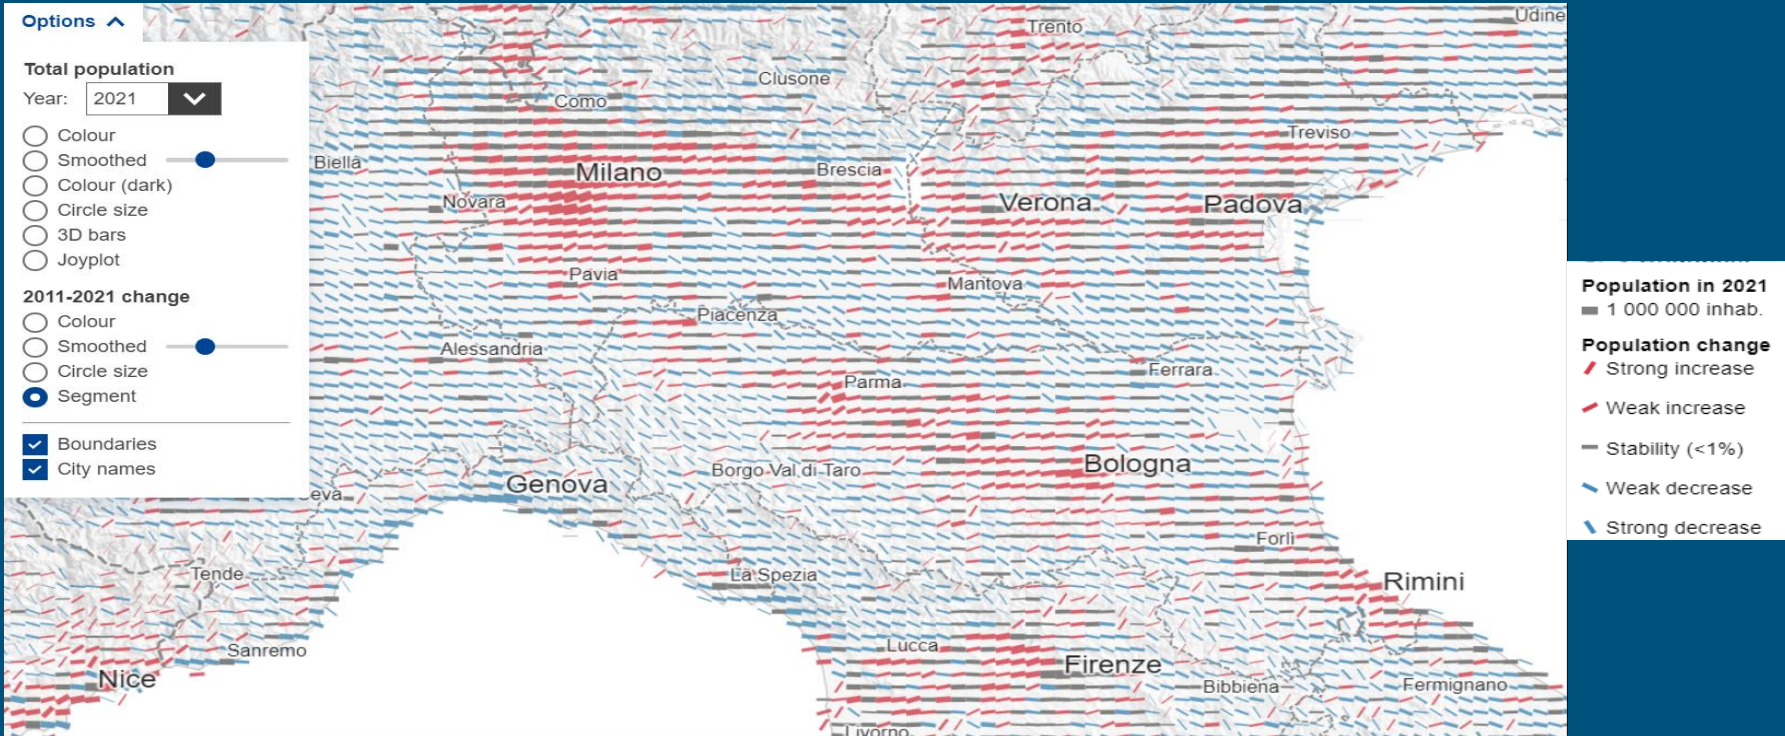 Options
Total population
Year: 2021
Colour
Smoothed
Colour (dark)
Circle size
3D bars
Joyplot
2011-2021 change
Colour
Smoothed
Circle size
Segment
Boundaries
City names
Udine
Trento
Clusone
Como
Treviso
Biella
Milano
Brescia
Novara
Verona
Padova
Pavia
Mantova
Piacenza
Alessandria
Ferrara
Parma
Borgo Val di Taro
Bologna
Genova
eva
Forlì
La Spezia
Tende
Rimini
Sanremo
Lucca
Firenze
Nice
Bibbiena
Fermignano
Livorno
Population in 2021
1 000 000 inhab.
Population change
Strong increase
Weak increase
Stability (<1%)
Weak decrease
Strong decrease